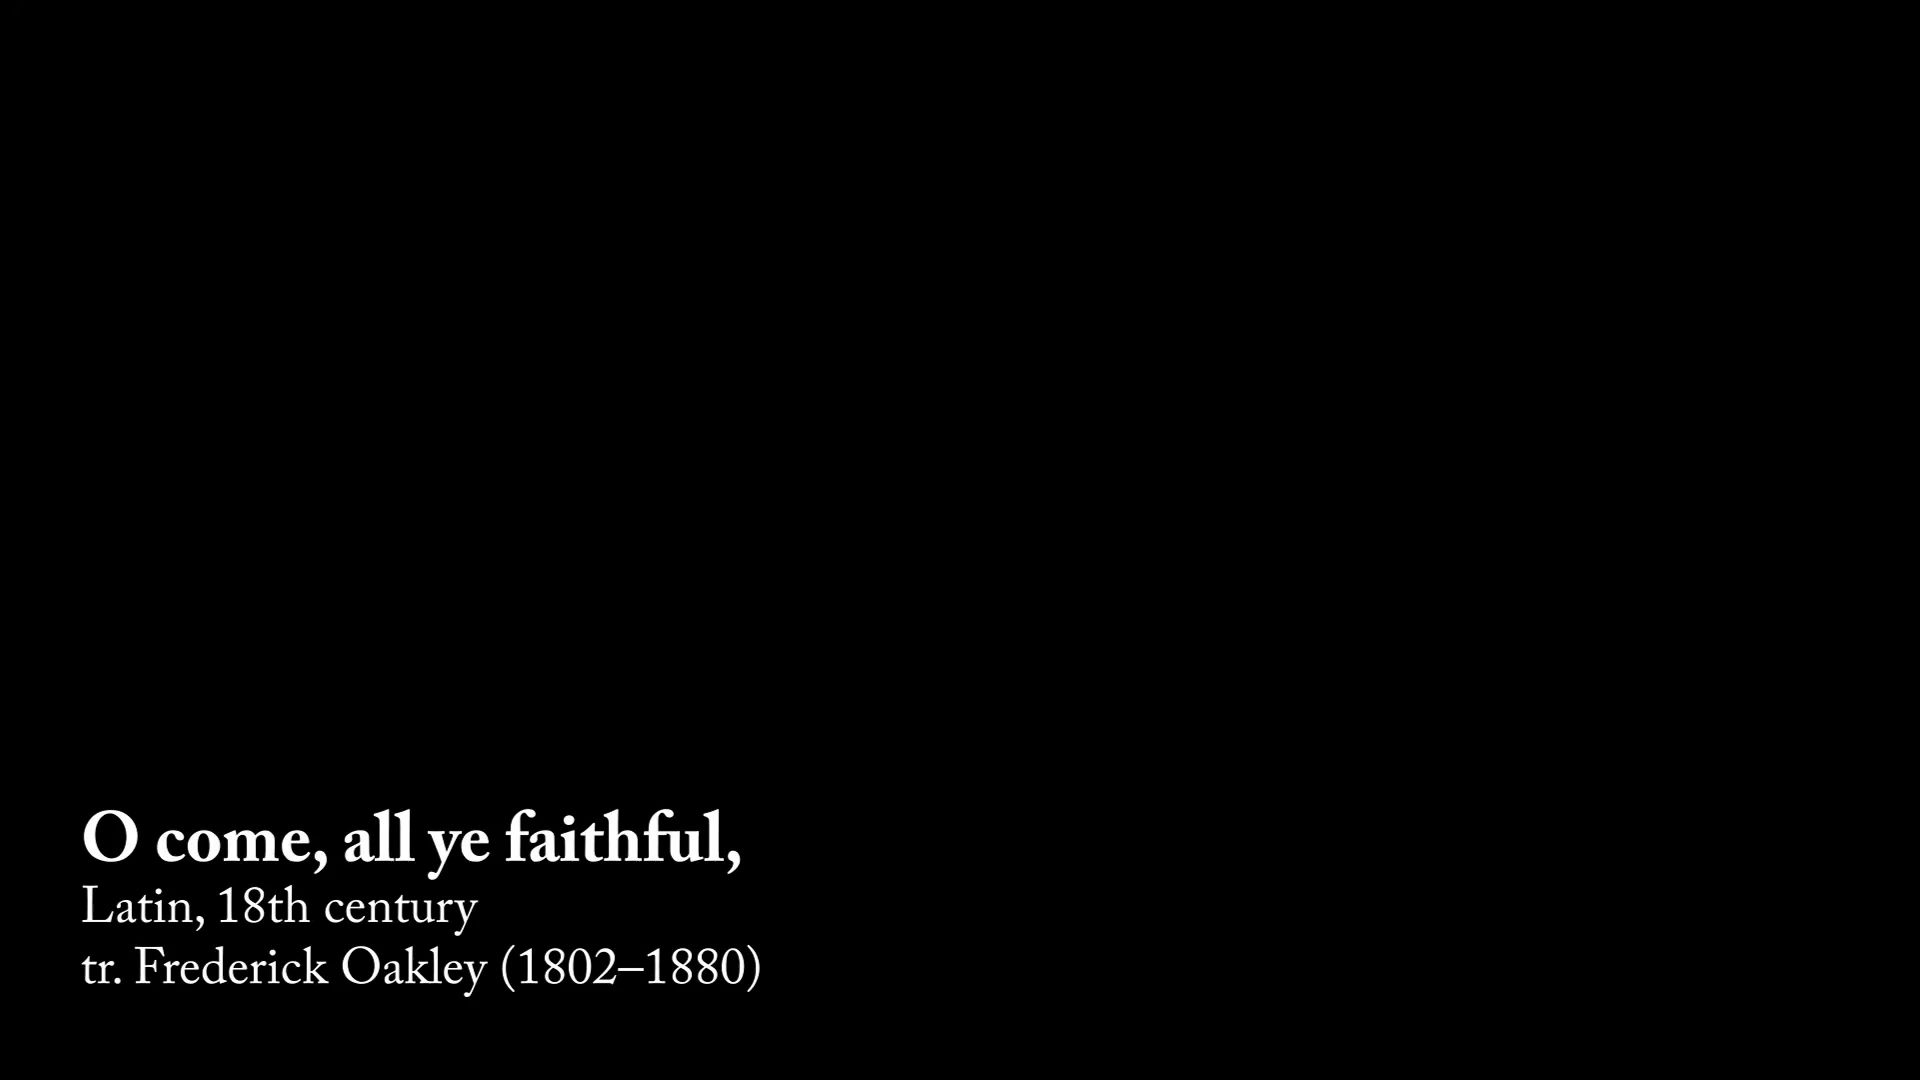 O come, all ye faithful,
Latin, 18th century
tr. Frederick Oakley (1802–1880)